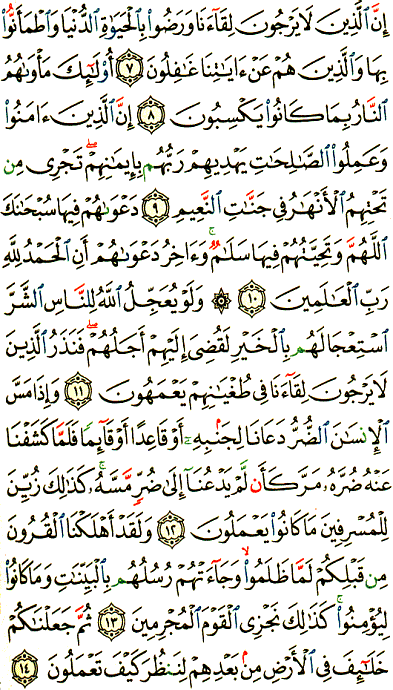 إِنَّ ٱلَّذِينَ لَا يَرْجُونَ لِقَآءَنَا وَرَضُوا۟ بِٱلْحَيَوٰةِ ٱلدُّنْيَا وَٱطْمَأَنُّوا۟
بِهَا وَٱلَّذِينَ هُمْ عَنْ ءَايَٰتِنَا غَٰفِلُونَ ٧ أُو۟لَٰٓئِكَ مَأْوَىٰهُمُ
ٱلنَّارُ بِمَا كَانُوا۟ يَكْسِبُونَ ٨ إِنَّ ٱلَّذِينَ ءَامَنُوا۟
وَعَمِلُوا۟ ٱلصَّٰلِحَٰتِ يَهْدِيهِمْ رَبُّهُم بِإِيمَٰنِهِمْ ۖ تَجْرِى مِن
تَحْتِهِمُ ٱلْأَنْهَٰرُ فِى جَنَّٰتِ ٱلنَّعِيمِ ٩ دَعْوَىٰهُمْ فِيهَا سُبْحَٰنَكَ
ٱللَّهُمَّ وَتَحِيَّتُهُمْ فِيهَا سَلَٰمٌ ۚ وَءَاخِرُ دَعْوَىٰهُمْ أَنِ ٱلْحَمْدُ لِلَّهِ
رَبِّ ٱلْعَٰلَمِينَ ١٠ ۞ وَلَوْ يُعَجِّلُ ٱللَّهُ لِلنَّاسِ ٱلشَّرَّ
ٱسْتِعْجَالَهُم بِٱلْخَيْرِ لَقُضِىَ إِلَيْهِمْ أَجَلُهُمْ ۖ فَنَذَرُ ٱلَّذِينَ
لَا يَرْجُونَ لِقَآءَنَا فِى طُغْيَٰنِهِمْ يَعْمَهُونَ ١١ وَإِذَا مَسَّ
ٱلْإِنسَٰنَ ٱلضُّرُّ دَعَانَا لِجَنۢبِهِۦٓ أَوْ قَاعِدًا أَوْ قَآئِمًا فَلَمَّا كَشَفْنَا
عَنْهُ ضُرَّهُۥ مَرَّ كَأَن لَّمْ يَدْعُنَآ إِلَىٰ ضُرٍّ مَّسَّهُۥ ۚ كَذَٰلِكَ زُيِّنَ
لِلْمُسْرِفِينَ مَا كَانُوا۟ يَعْمَلُونَ ١٢ وَلَقَدْ أَهْلَكْنَا ٱلْقُرُونَ
مِن قَبْلِكُمْ لَمَّا ظَلَمُوا۟ ۙ وَجَآءَتْهُمْ رُسُلُهُم بِٱلْبَيِّنَٰتِ وَمَا كَانُوا۟
لِيُؤْمِنُوا۟ ۚ كَذَٰلِكَ نَجْزِى ٱلْقَوْمَ ٱلْمُجْرِمِينَ ١٣ ثُمَّ جَعَلْنَٰكُمْ
خَلَٰٓئِفَ فِى ٱلْأَرْضِ مِنۢ بَعْدِهِمْ لِنَنظُرَ كَيْفَ تَعْمَلُونَ ١٤